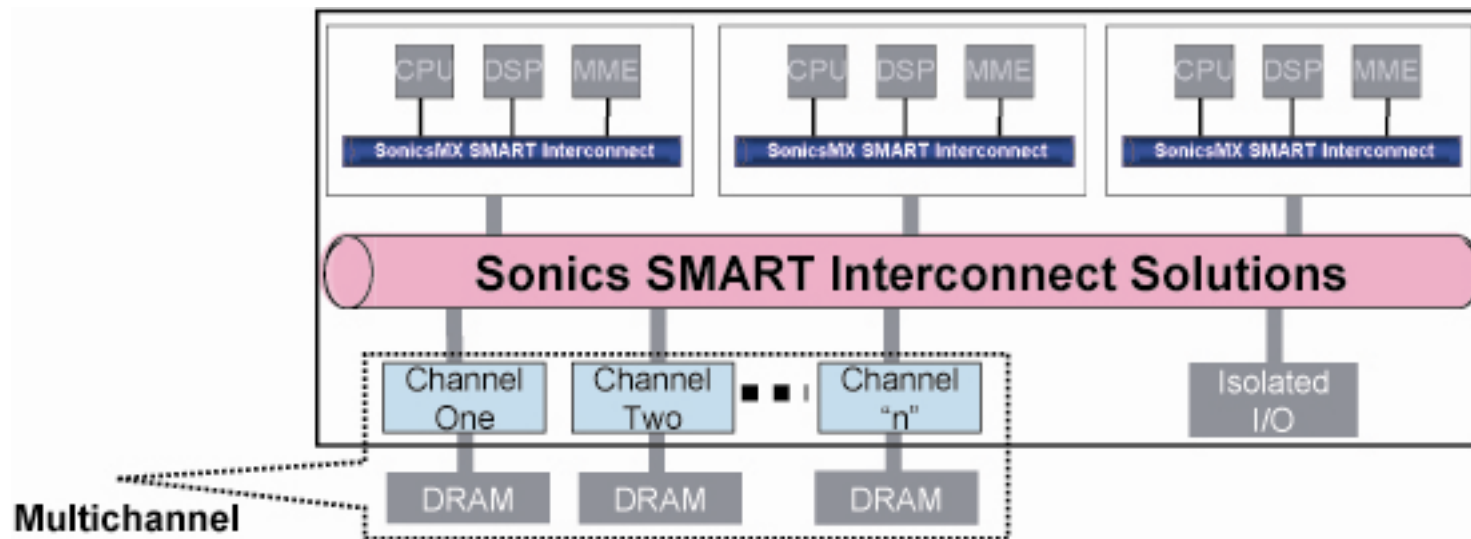 CPU DSP MME
SonicsMX SMART Interconnect
CPU DSP MME
SonicsMX SMART Interconnect
CPU DSP MME
SonicsMX SMART Interconnect
Sonics SMART Interconnect Solutions
Channel
One
Channel
Two
Channel
“n”
Isolated
I/O
DRAM
DRAM
DRAM
Multichannel